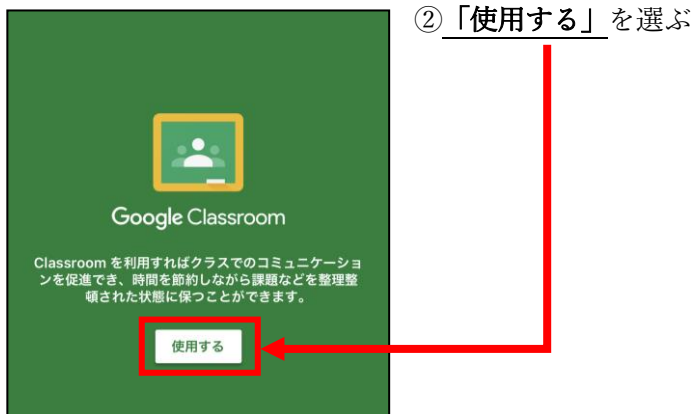 ②「使用する」を選ぶ
Google Classroom
Classroom を利用すればクラスでのコミュニケーショ
ンを促進でき、時間を節約しながら課題などを整理整
頓された状態に保つことができます。
使用する